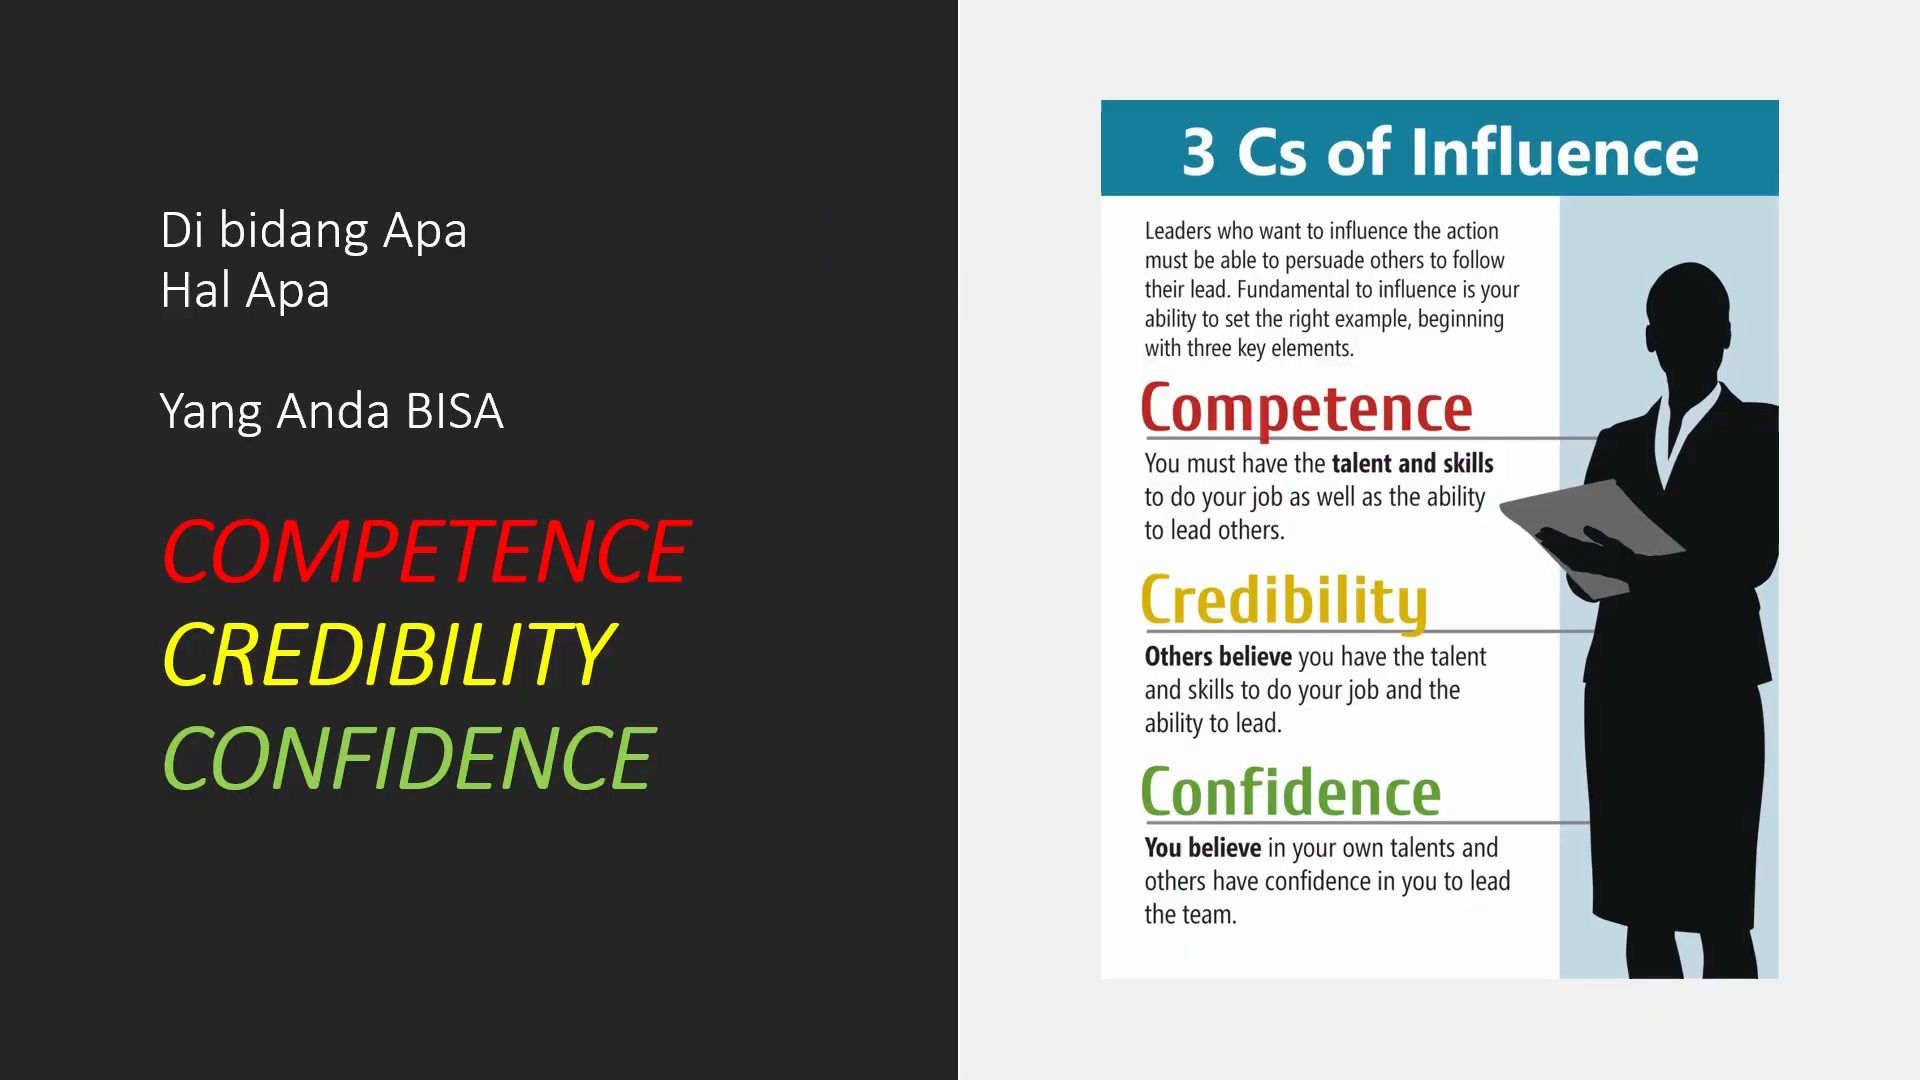 Di bidang Apa
Hal Apa
Yang Anda BISA
COMPETENCE
CREDIBILITY
CONFIDENCE
3 Cs of Influence
Leaders who want to influence the action
must be able to persuade others to follow
their lead. Fundamental to influence is your
ability to set the right example, beginning
with three key elements.
Competence
You must have the talent and skills
to do your job as well as the ability
to lead others.
Credibility
Others believe you have the talent
and skills to do your job and the
ability to lead.
Confidence
You believe in your own talents and
others have confidence in you to lead
the team.